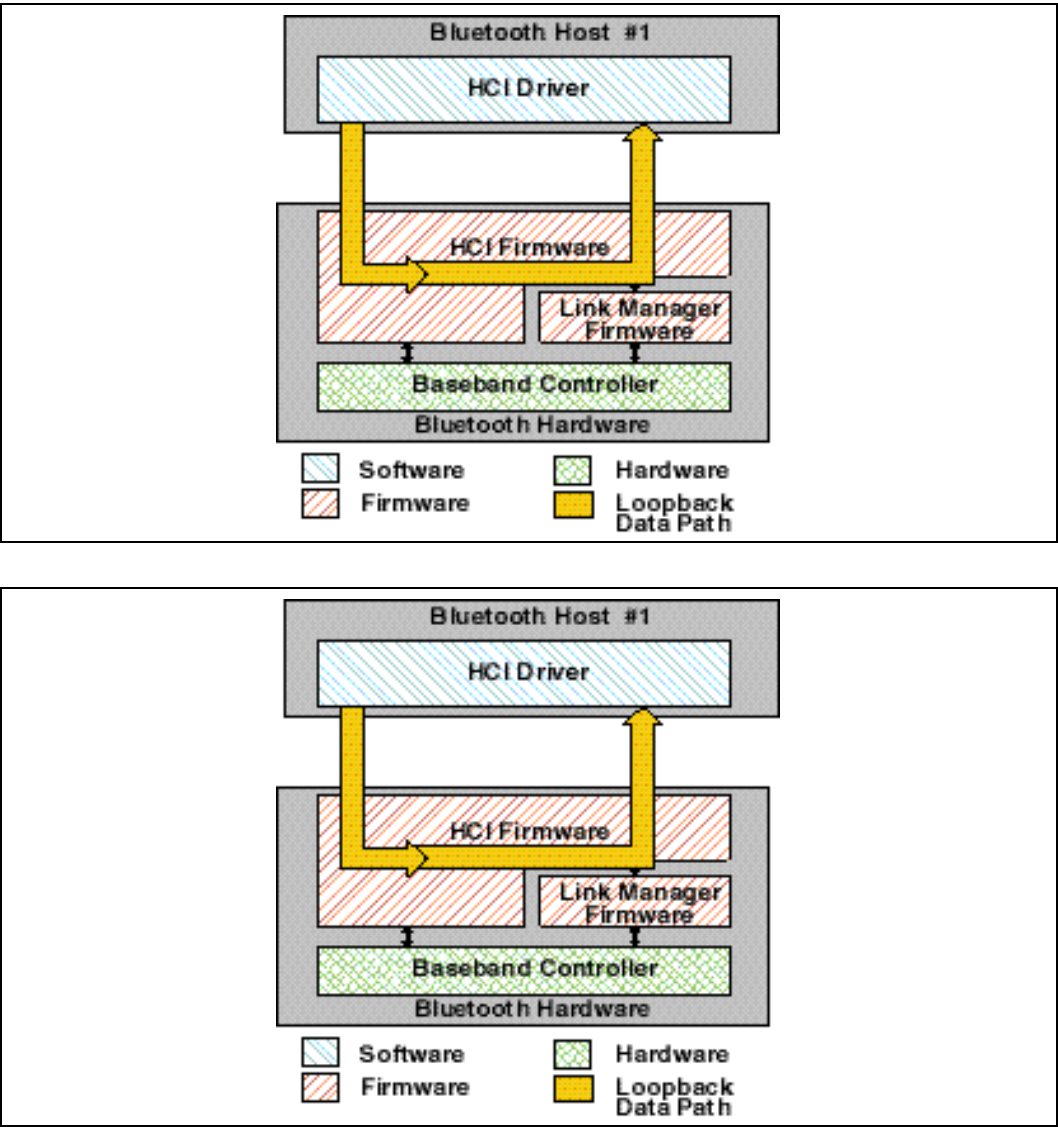 Bluetooth Host #1
HCI Driver
HCI Firmware
Link Manager
Firmware
Baseband Controller
Bluetooth Hardware
Software
Hardware
Firmware
Loopback
Data Path
Bluetooth Host #1
HCI Driver
HCI Firmware
Link Manager
Firmware
Baseband Controller
Bluetooth Hardware
Software
Hardware
Firmware
Loopback
Data Path